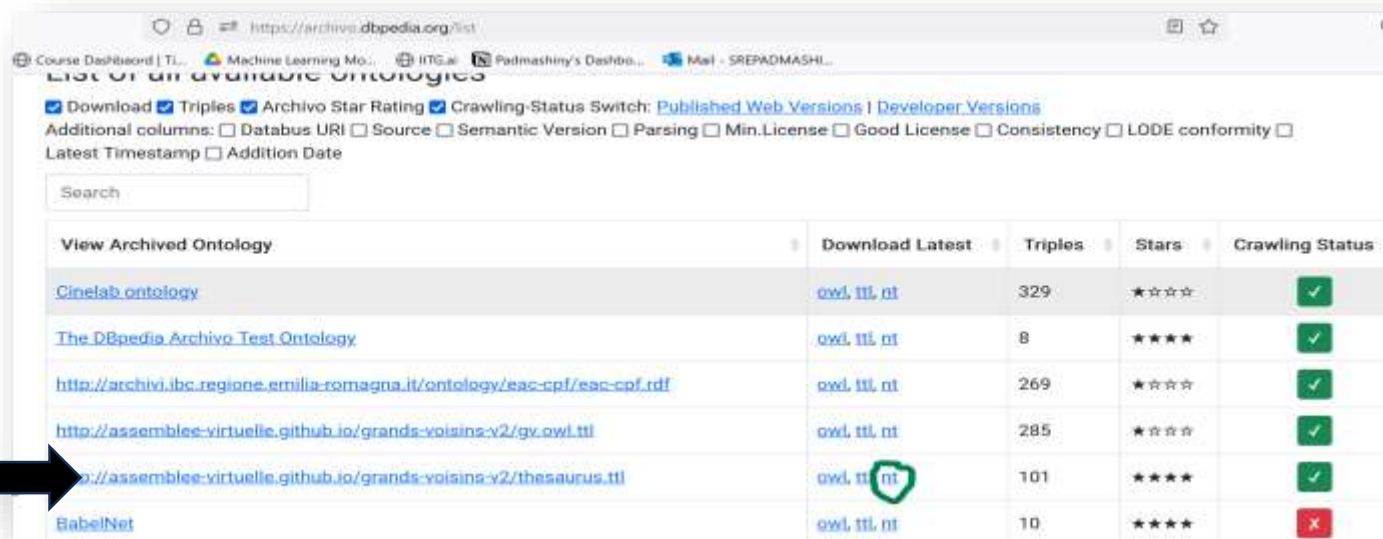 https://archivo.dbpedia.org/list
Course Dashbaord | Ti... Machine Learning Mo... IITG.ai Padmashiny's Dashbo... Mail - SREPADMASHI...
List of all available ontologies
Download Triples Archivo Star Rating Crawling-Status Switch: Published Web Versions | Developer Versions
Additional columns: Databus URI Source Semantic Version Parsing Min.License Good License Consistency LODE conformity
Latest Timestamp Addition Date
Search
View Archived Ontology Download Latest Triples Stars Crawling Status
Cinelab ontology owl, ttl, nt 329 ★☆☆☆ ✓
The DBpedia Archivo Test Ontology owl, ttl, nt 8 ★★★★ ✓
http://archivi.ibc.regione.emilia-romagna.it/ontology/eac-cpf/eac-cpf.rdf owl, ttl, nt 269 ★☆☆☆ ✓
http://assemblee-virtuelle.github.io/grands-voisins-v2/gv.owl.ttl owl, ttl, nt 285 ★☆☆☆ ✓
p://assemblee-virtuelle.github.io/grands-voisins-v2/thesaurus.ttl owl, ttl nt 101 ★★★★ ✓
BabelNet owl, ttl, nt 10 ★★★★ x